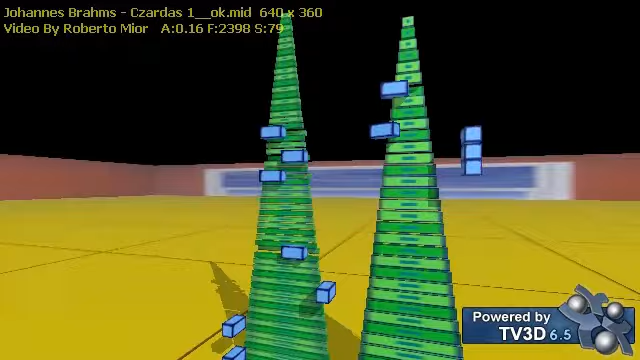 Johannes Brahms - Czardas 1__ok.mid 640 x 360
Video By Roberto Mior A:0.16 F:2398 S:79
Powered by
TV3D 6.5